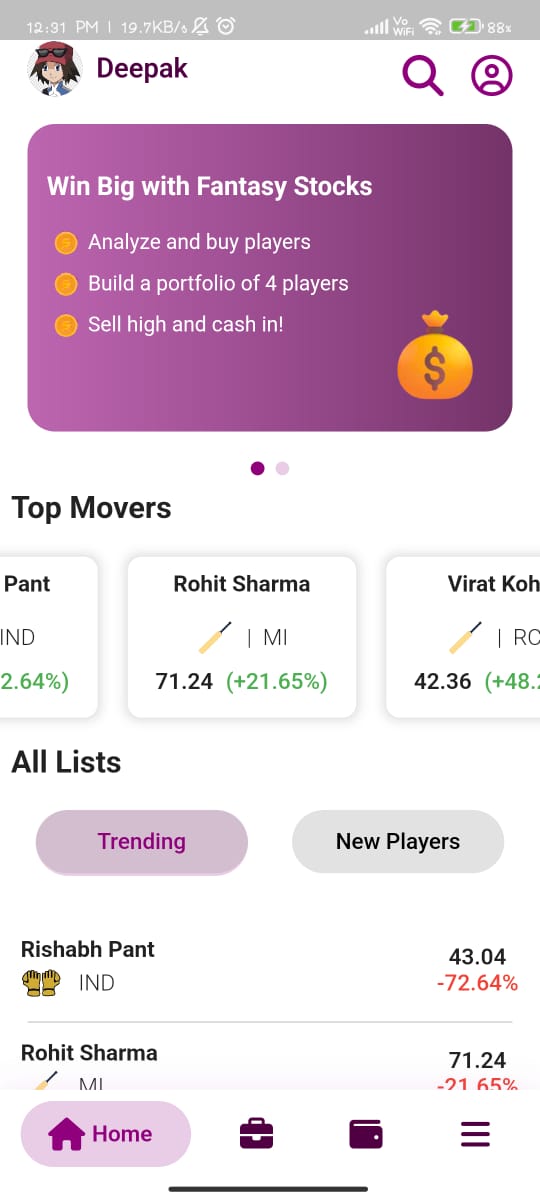 12:31 PM | 19.7KB/s Vo WiFi 88%
Deepak
Win Big with Fantasy Stocks
Analyze and buy players
Build a portfolio of 4 players
Sell high and cash in!
$
Top Movers
Pant Rohit Sharma Virat Koh
IND | MI | RC
2.64%) 71.24 (+21.65%) 42.36 (+48.2
All Lists
Trending New Players
Rishabh Pant 43.04
IND -72.64%
Rohit Sharma 71.24
MI -21.65%
Home